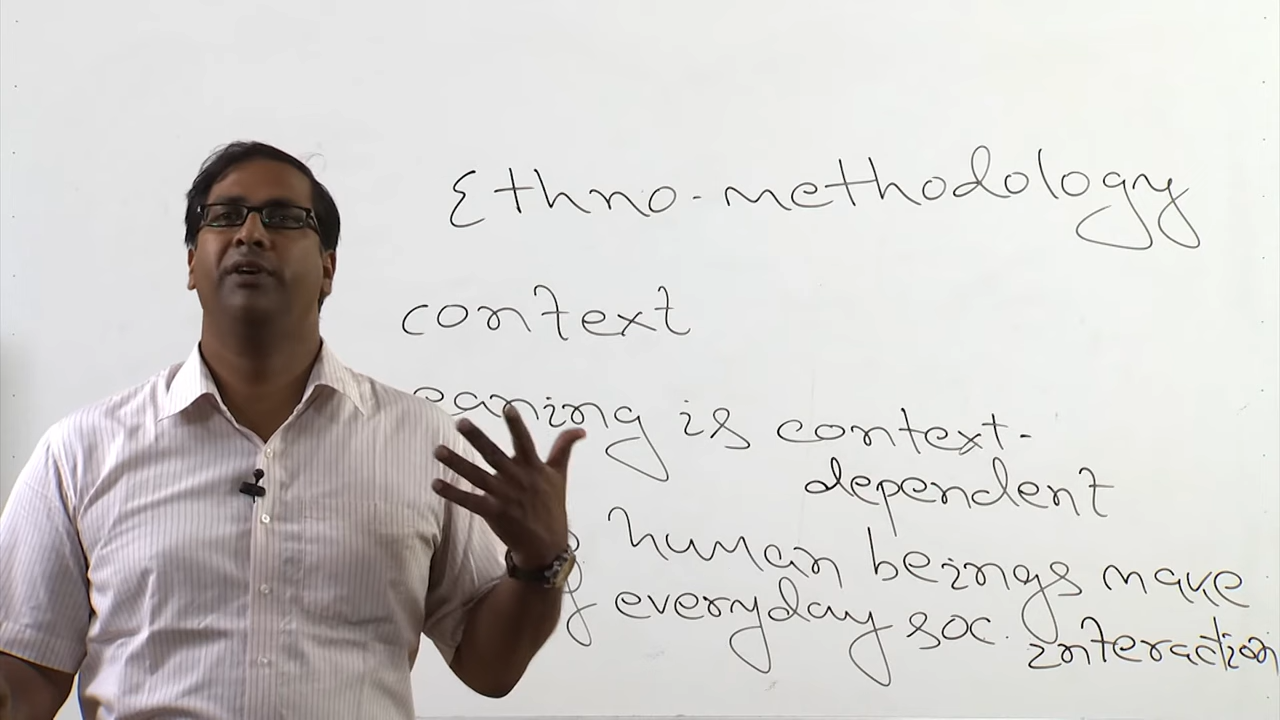 Ethno-methodology
context
eaning is context-
dependent
human beings make
everyday soc. interaction